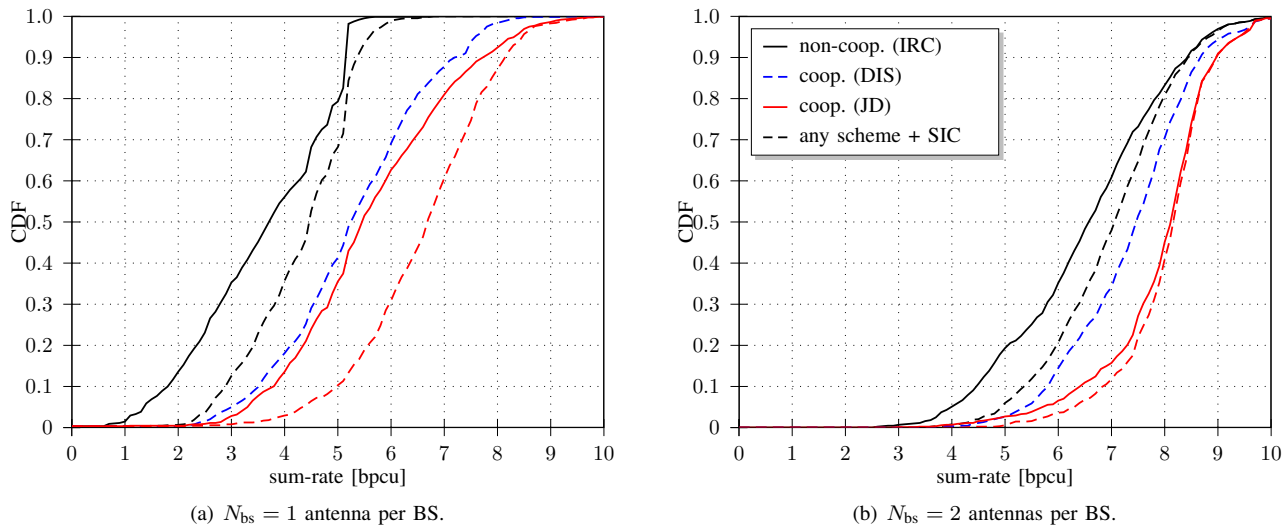 1.0
0.9
0.8
0.7
0.6
0.5
0.4
0.3
0.2
0.1
0
CDF
0 1 2 3 4 5 6 7 8 9 10
sum-rate [bpcu]
(a) N_bs = 1 antenna per BS.
1.0
0.9
0.8
0.7
0.6
0.5
0.4
0.3
0.2
0.1
0
CDF
non-coop. (IRC)
coop. (DIS)
coop. (JD)
any scheme + SIC
0 1 2 3 4 5 6 7 8 9 10
sum-rate [bpcu]
(b) N_bs = 2 antennas per BS.